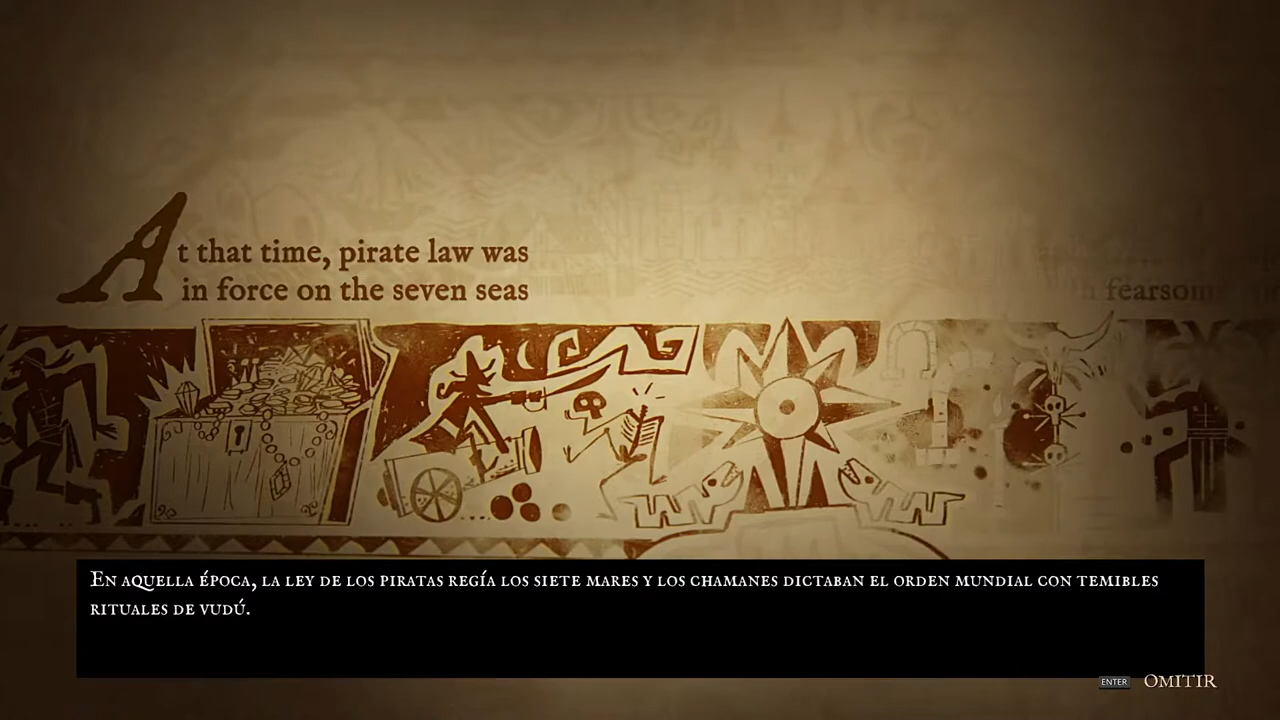 At that time, pirate law was
in force on the seven seas
fearsom
En aquella época, la ley de los piratas regía los siete mares y los chamanes dictaban el orden mundial con temibles
rituales de vudú.
ENTER OMITIR